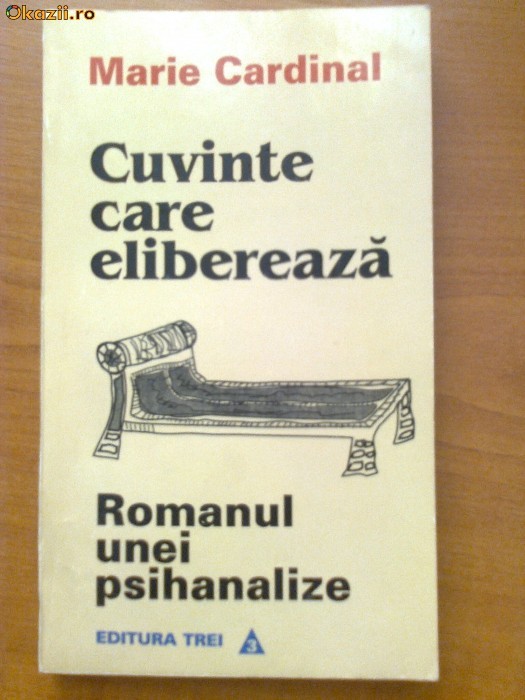 Okazii.ro
Marie Cardinal
Cuvinte
care
eliberează
Romanul
unei
psihanalize
EDITURA TREI 3